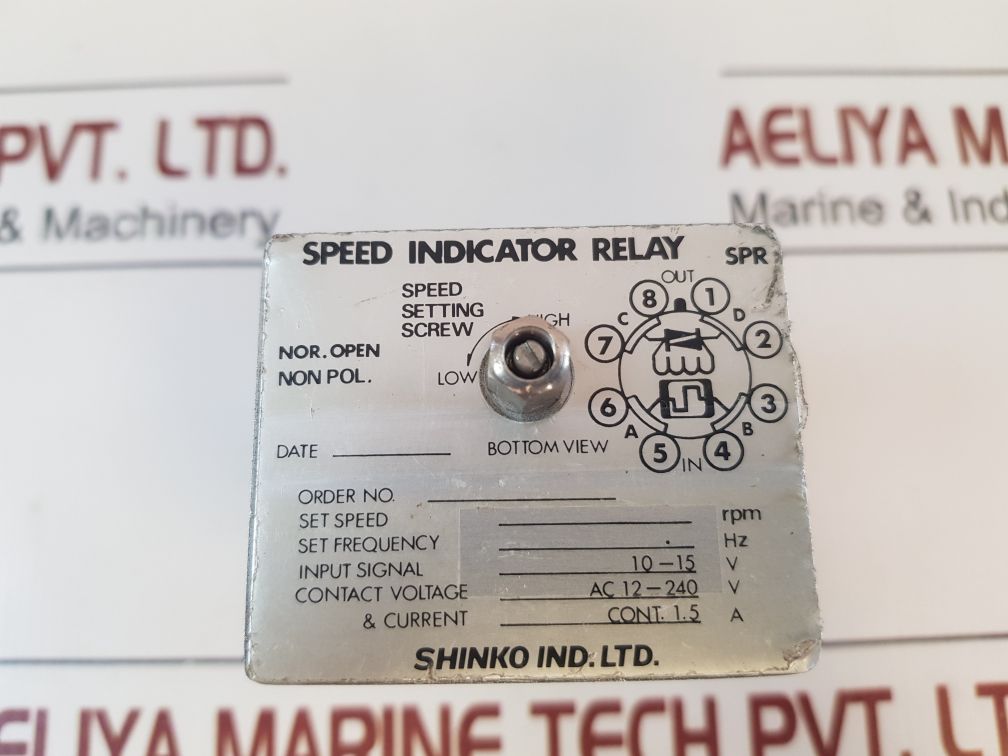 PVT. LTD.
& Machinery
AELIYA M
Marine & Ind
SPEED INDICATOR RELAY SPR
SPEED
SETTING
SCREW
HIGH
LOW
NOR. OPEN
NON POL.
OUT
8 1
C D
7 2
6 3
A B
5 4
IN
DATE
BOTTOM VIEW
ORDER NO.
SET SPEED rpm
SET FREQUENCY . Hz
INPUT SIGNAL 10-15 V
CONTACT VOLTAGE AC 12-240 V
& CURRENT CONT. 1.5 A
SHINKO IND. LTD.
AELIYA MARINE TECH PVT. LT